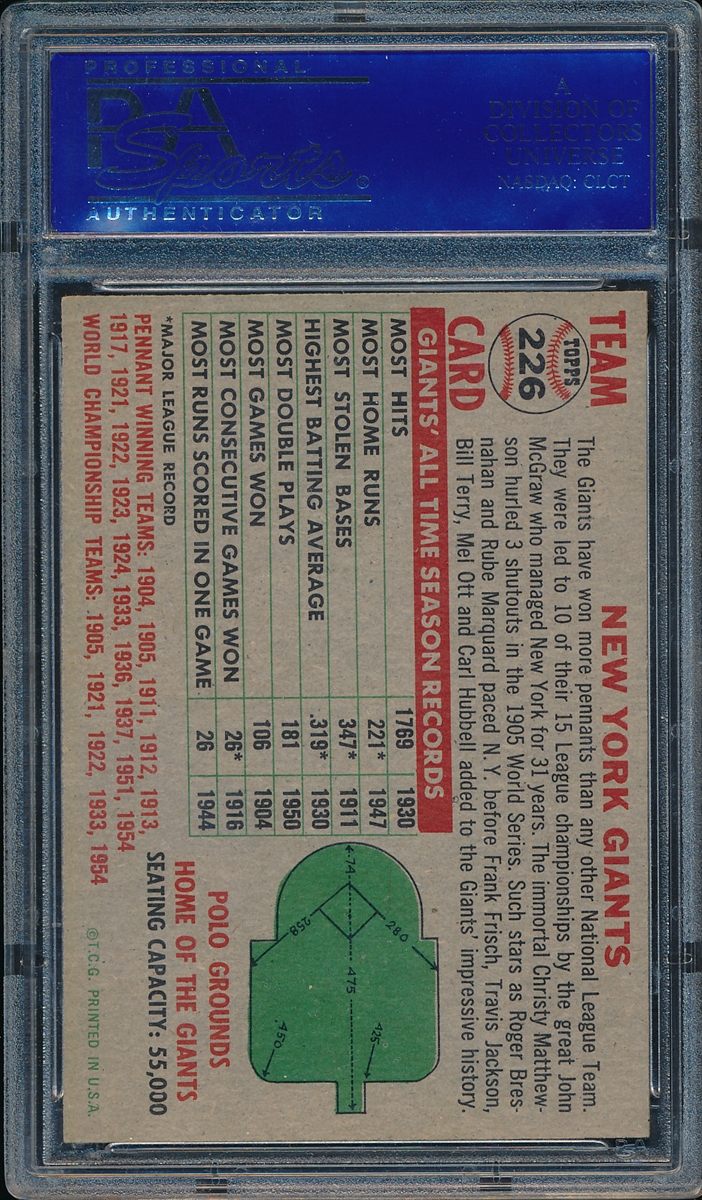 PROFESSIONAL
PSA
Sports®
AUTHENTICATOR
A
DIVISION OF
COLLECTORS
UNIVERSE
NASDAQ: CLCT
TEAM
TOPPS
226
CARD
NEW YORK GIANTS
The Giants have won more pennants than any other National League Team.
They were led to 10 of their 15 League championships by the great John
McGraw who managed New York for 31 years. The immortal Christy Matthew-
son hurled 3 shutouts in the 1905 World Series. Such stars as Roger Bres-
nahan and Rube Marquard paced N.Y. before Frank Frisch, Travis Jackson,
Bill Terry, Mel Ott and Carl Hubbell added to the Giants' impressive history.
GIANTS' ALL TIME SEASON RECORDS
MOST HITS 1769 1930
MOST HOME RUNS 221* 1947
MOST STOLEN BASES 347* 1911
HIGHEST BATTING AVERAGE .319* 1930
MOST DOUBLE PLAYS 181 1950
MOST GAMES WON 106 1904
MOST CONSECUTIVE GAMES WON 26* 1916
MOST RUNS SCORED IN ONE GAME 26 1944
*MAJOR LEAGUE RECORD
PENNANT WINNING TEAMS: 1904, 1905, 1911, 1912, 1913,
1917, 1921, 1922, 1923, 1924, 1933, 1936, 1937, 1951, 1954
WORLD CHAMPIONSHIP TEAMS: 1905, 1921, 1922, 1933, 1954
280
425
74
475
258
450
POLO GROUNDS
HOME OF THE GIANTS
SEATING CAPACITY: 55,000
©T.C.G. PRINTED IN U.S.A.